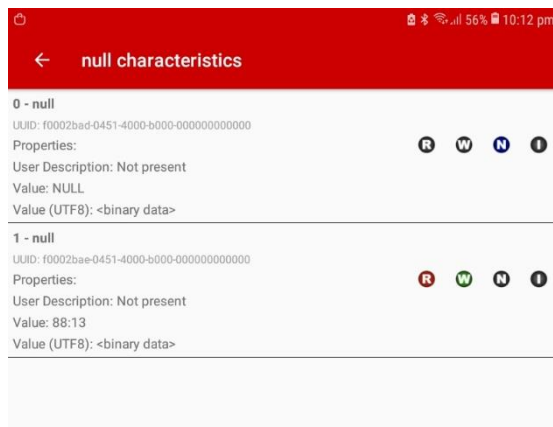 56% 10:12 pm
null characteristics
0 - null
UUID: f0002bad-0451-4000-b000-000000000000
Properties:
R W N I
User Description: Not present
Value: NULL
Value (UTF8): <binary data>
1 - null
UUID: f0002bae-0451-4000-b000-000000000000
Properties:
R W N I
User Description: Not present
Value: 88:13
Value (UTF8): <binary data>